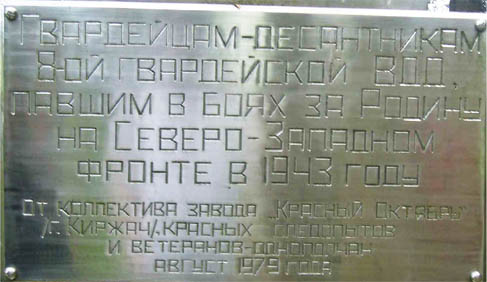 Гвардейцам-десантникам
8-ой гвардейской ВДД,
павшим в боях за Родину
на Северо-Западном
фронте в 1943 году
От коллектива завода „Красный Октябрь"
/г. Киржач/, красных следопытов
и ветеранов-однополчан
август 1979 года